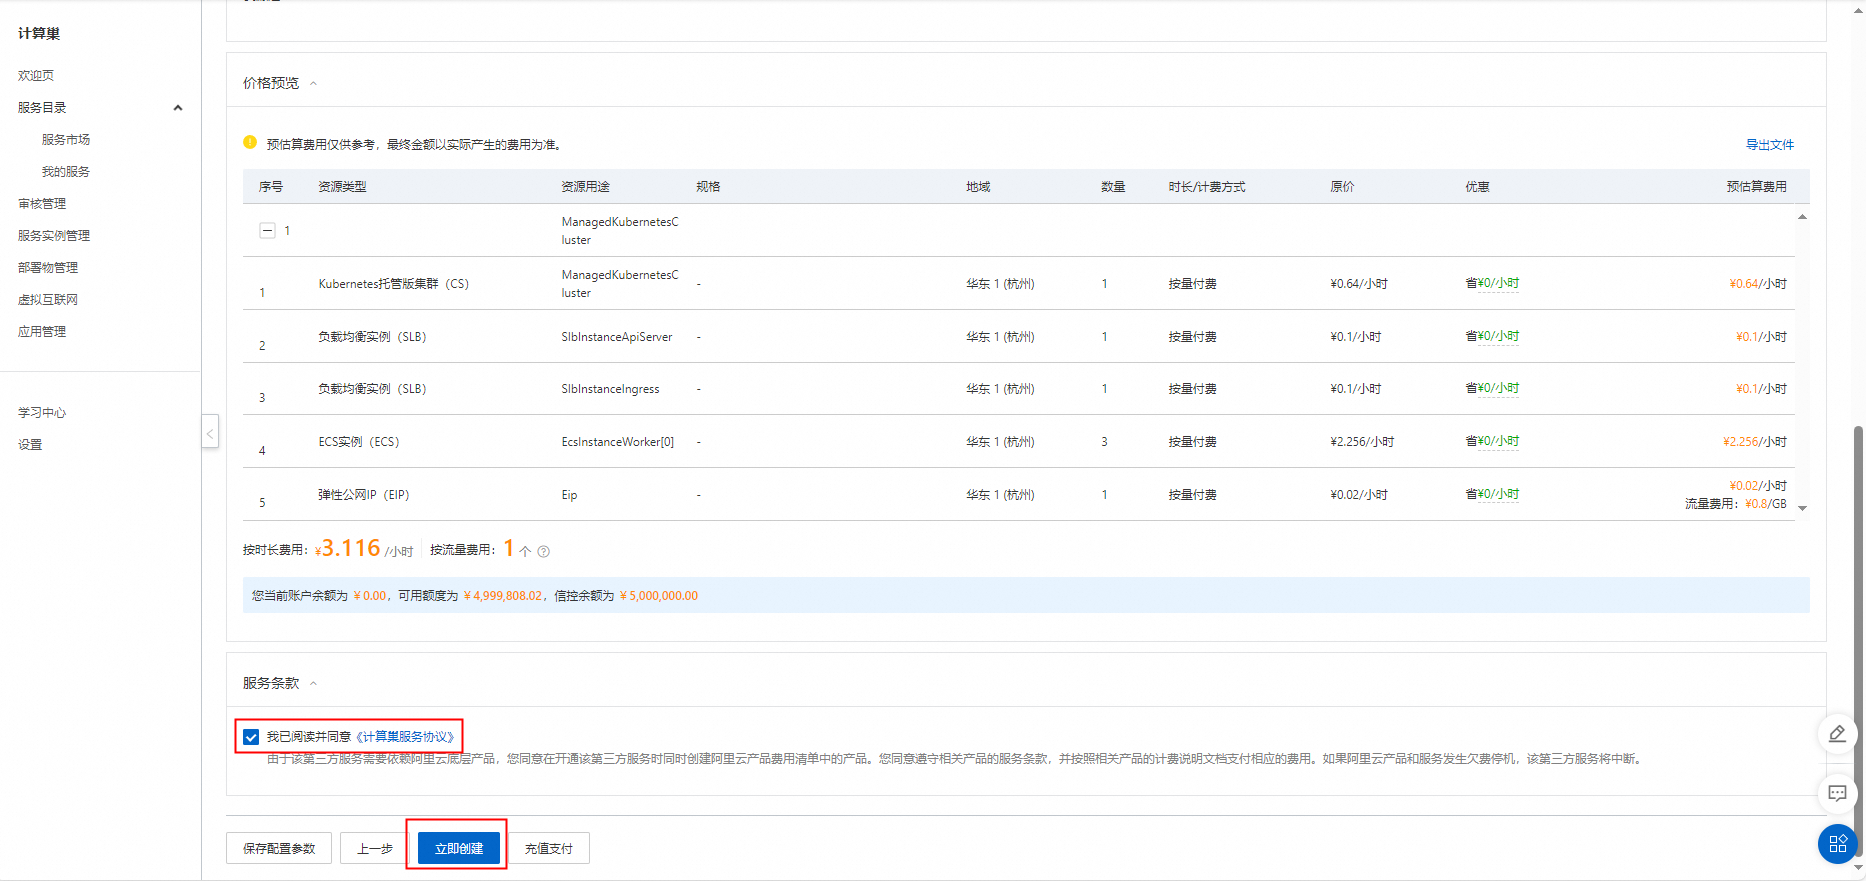 计算巢
欢迎页
服务目录
服务市场
我的服务
审核管理
服务实例管理
部署物管理
虚拟互联网
应用管理
学习中心
设置
价格预览
预估算费用仅供参考，最终金额以实际产生的费用为准。
导出文件
序号 资源类型 资源用途 规格 地域 数量 时长/计费方式 原价 优惠 预估算费用
1 ManagedKubernetesC
luster
1 Kubernetes托管版集群（CS） ManagedKubernetesC
luster - 华东 1 (杭州) 1 按量付费 ¥0.64/小时 省¥0/小时 ¥0.64/小时
2 负载均衡实例（SLB） SlbInstanceApiServer - 华东 1 (杭州) 1 按量付费 ¥0.1/小时 省¥0/小时 ¥0.1/小时
3 负载均衡实例（SLB） SlbInstanceIngress - 华东 1 (杭州) 1 按量付费 ¥0.1/小时 省¥0/小时 ¥0.1/小时
4 ECS实例（ECS） EcsInstanceWorker[0] - 华东 1 (杭州) 3 按量付费 ¥2.256/小时 省¥0/小时 ¥2.256/小时
5 弹性公网IP（EIP） Eip - 华东 1 (杭州) 1 按量付费 ¥0.02/小时 省¥0/小时 ¥0.02/小时
流量费用：¥0.8/GB
按时长费用：¥3.116 /小时 按流量费用：1 个
您当前账户余额为 ¥ 0.00，可用额度为 ¥ 4,999,808.02，信控余额为 ¥ 5,000,000.00
服务条款
我已阅读并同意《计算巢服务协议》
由于该第三方服务需要依赖阿里云底层产品，您同意在开通该第三方服务时同时创建阿里云产品费用清单中的产品。您同意遵守相关产品的服务条款，并按照相关产品的计费说明文档支付相应的费用。如果阿里云产品和服务发生欠费停机，该第三方服务将中断。
保存配置参数 上一步 立即创建 充值支付